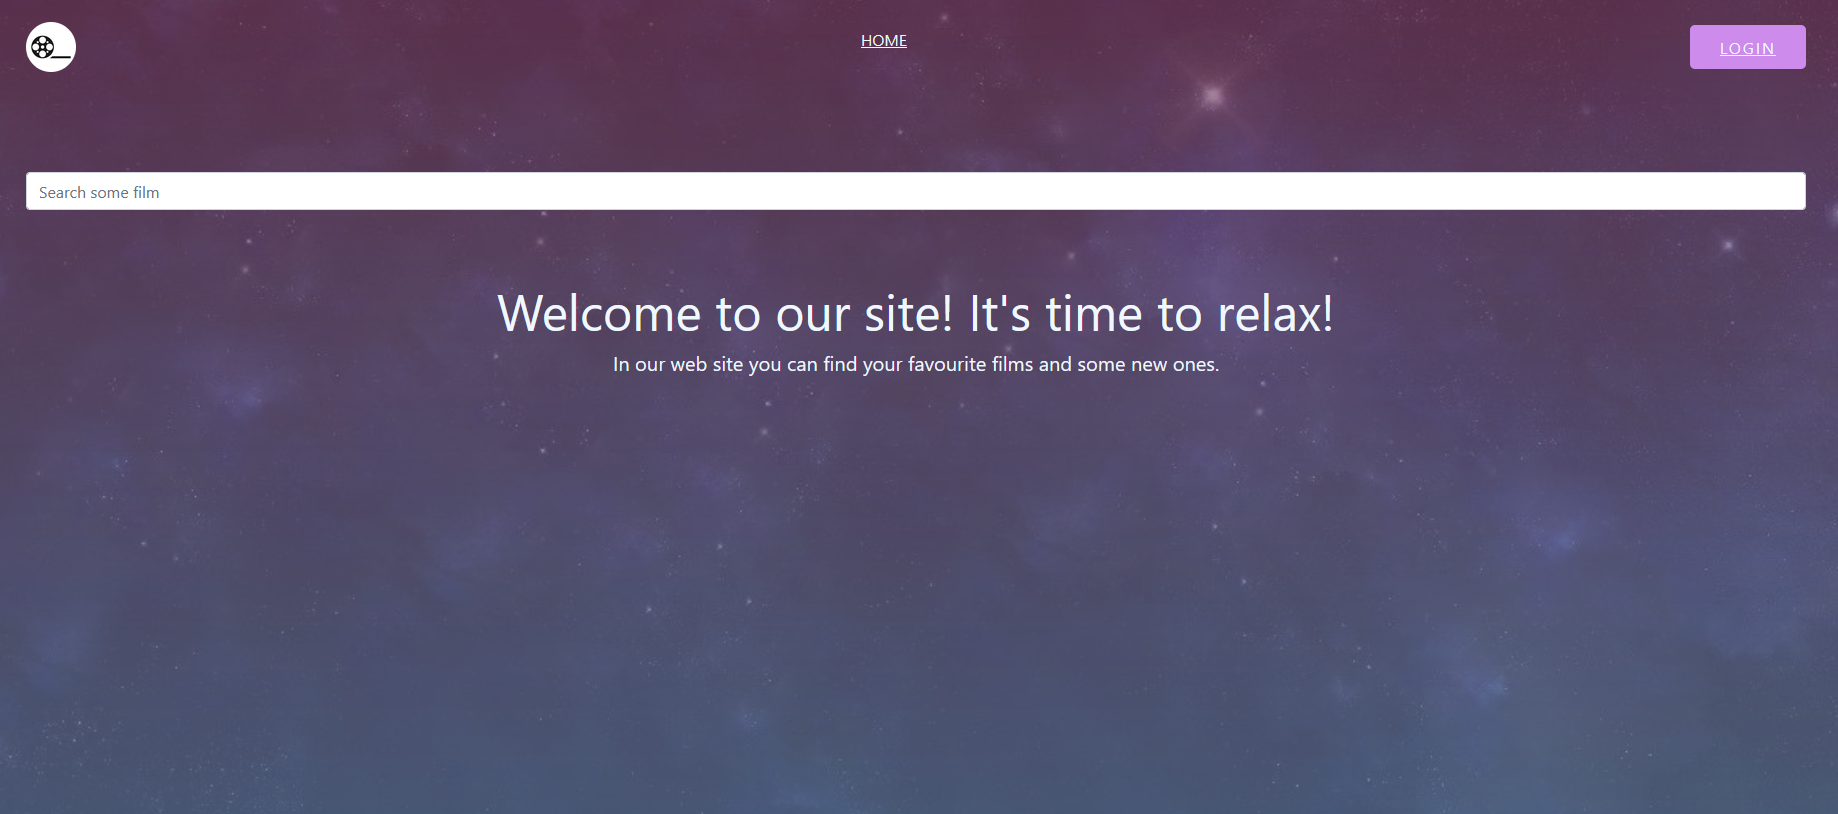 HOME
LOGIN
Search some film
Welcome to our site! It's time to relax!
In our web site you can find your favourite films and some new ones.